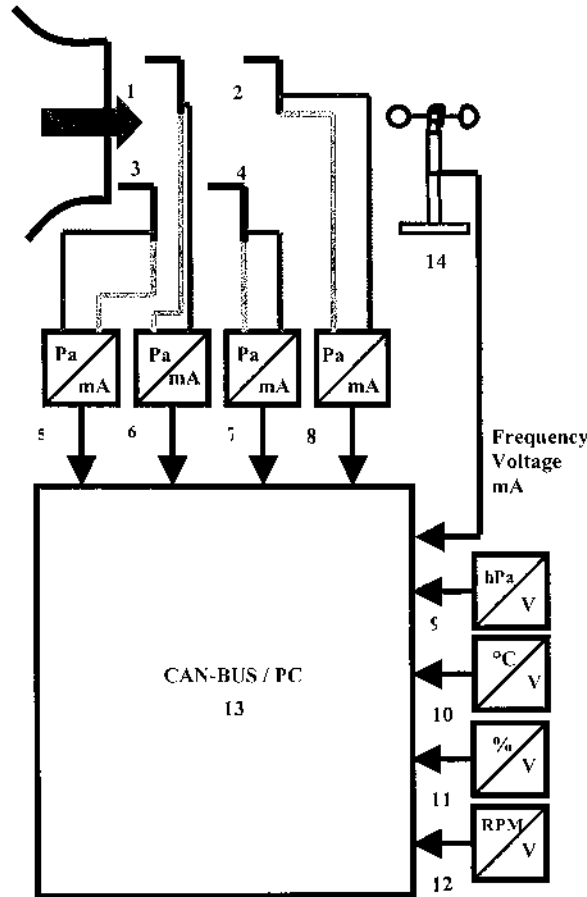 1
2
3
4
14
Pa
mA
Pa
mA
Pa
mA
Pa
mA
5
6
7
8
Frequency
Voltage
mA
hPa
V
9
°C
V
10
CAN-BUS / PC
13
%
V
11
RPM
V
12